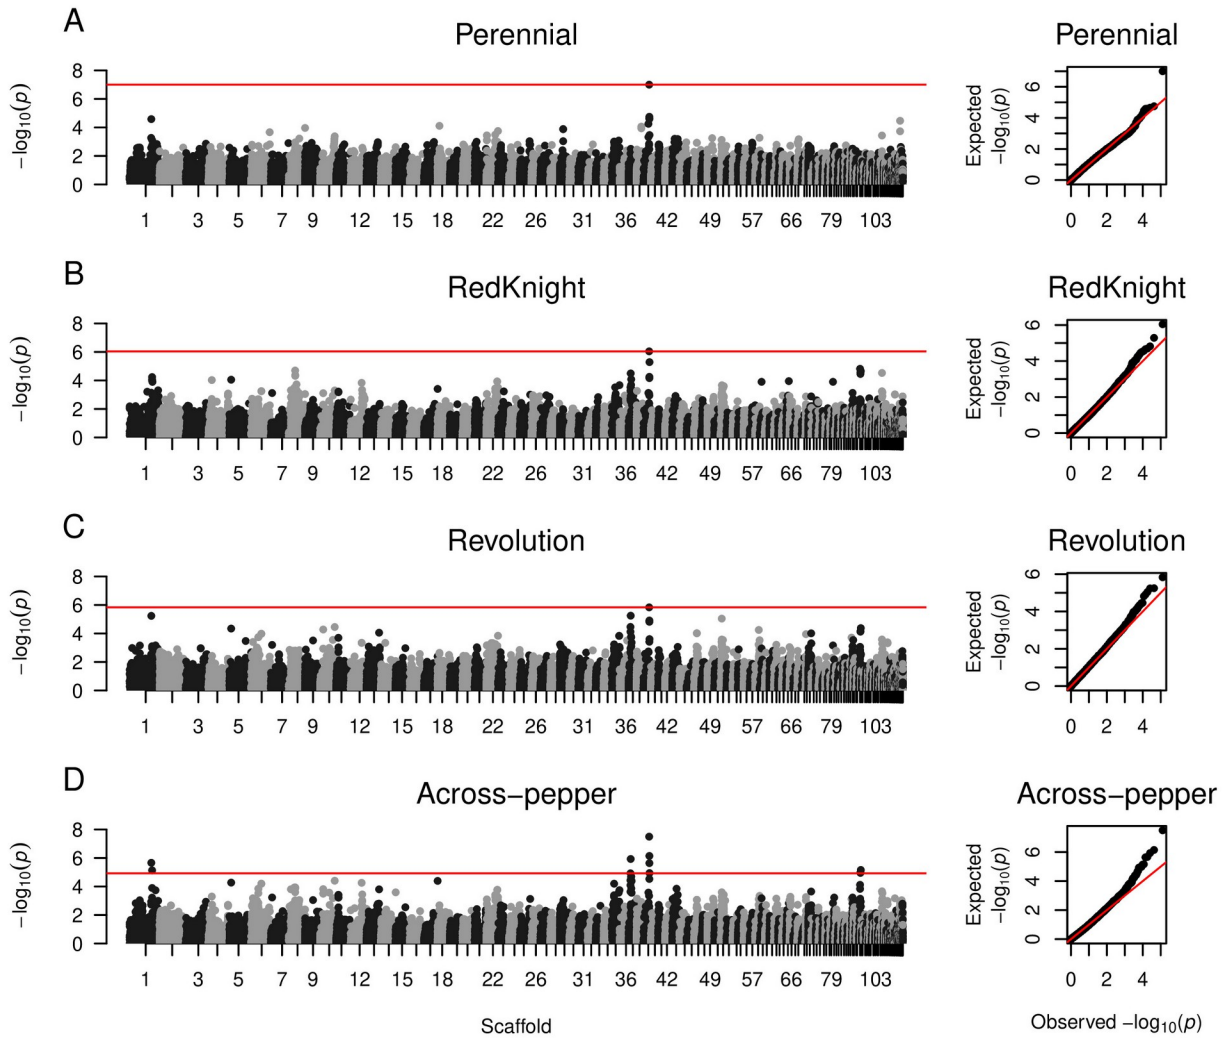 A
Perennial
Perennial
−log10(p)
8
6
4
2
0
1 3 5 7 9 12 15 18 22 26 31 36 42 49 57 66 79 103
Expected
−log10(p)
6
4
2
0
0 2 4
B
RedKnight
RedKnight
−log10(p)
8
6
4
2
0
1 3 5 7 9 12 15 18 22 26 31 36 42 49 57 66 79 103
Expected
−log10(p)
6
4
2
0
0 2 4
C
Revolution
Revolution
−log10(p)
8
6
4
2
0
1 3 5 7 9 12 15 18 22 26 31 36 42 49 57 66 79 103
Expected
−log10(p)
6
4
2
0
0 2 4
D
Across−pepper
Across−pepper
−log10(p)
8
6
4
2
0
1 3 5 7 9 12 15 18 22 26 31 36 42 49 57 66 79 103
Expected
−log10(p)
6
4
2
0
0 2 4
Scaffold
Observed −log10(p)